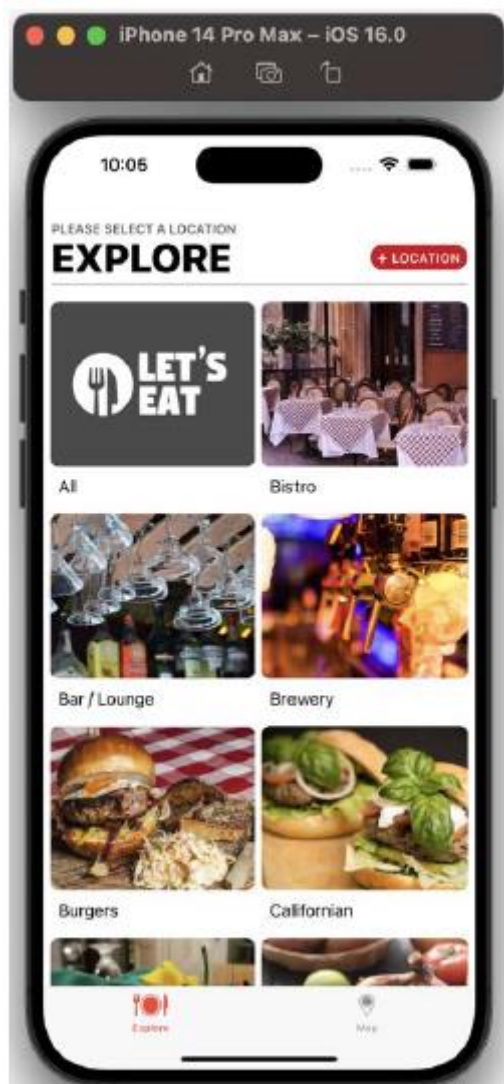 iPhone 14 Pro Max – iOS 16.0
10:05
PLEASE SELECT A LOCATION
EXPLORE
+ LOCATION
LET'S
EAT
All
Bistro
Bar / Lounge
Brewery
Burgers
Californian
Explore
Map